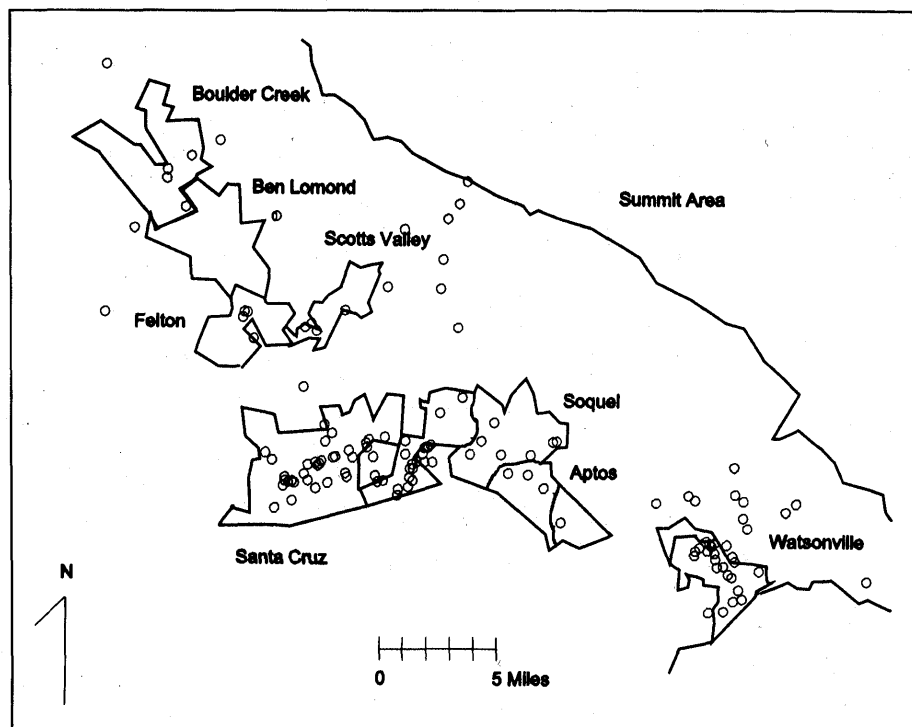 Boulder Creek
Ben Lomond
Summit Area
Scotts Valley
Felton
Soquel
Aptos
Santa Cruz
Watsonville
N
0 5 Miles